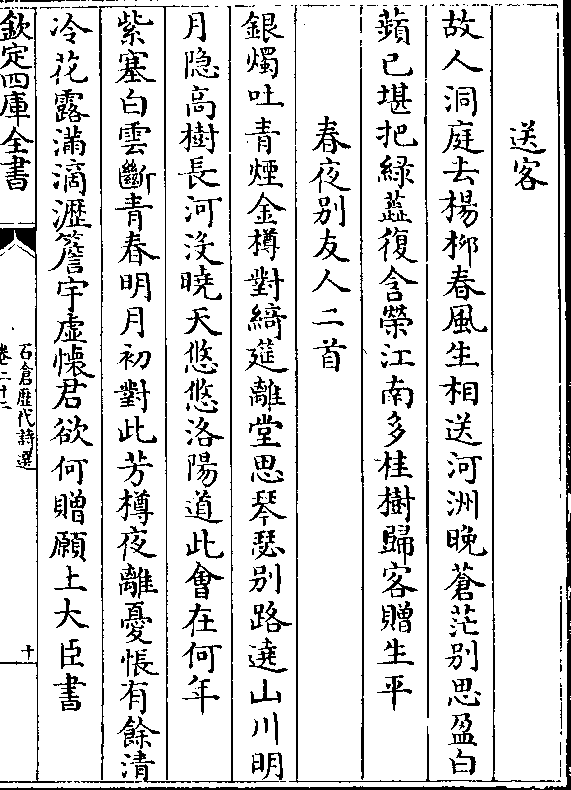 送客
故人洞庭去楊柳春風生相送河洲晚蒼茫别思盈白
蘋已堪把綠蘂復含榮江南多桂樹歸客贈生平
春夜别友人二首
銀燭吐青煙金樽對綺筵離堂思琴瑟别路遶山川明
月隐高樹長河沒曉天悠悠洛陽道此會在何年
紫塞白雲斷青春明月初對此芳樽夜離憂悵有餘清
冷花露滿滴瀝簷宇虛懷君欲何贈願上大臣書
欽定四庫全書
石倉歴代詩選
卷二十二
十